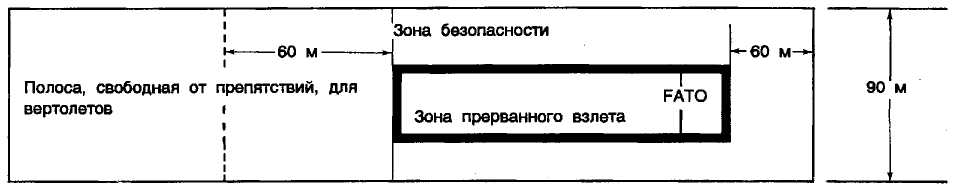 Зона безопасности
60 м
60 м
Полоса, свободная от препятствий, для
вертолетов
FATO
90 м
Зона прерванного взлета